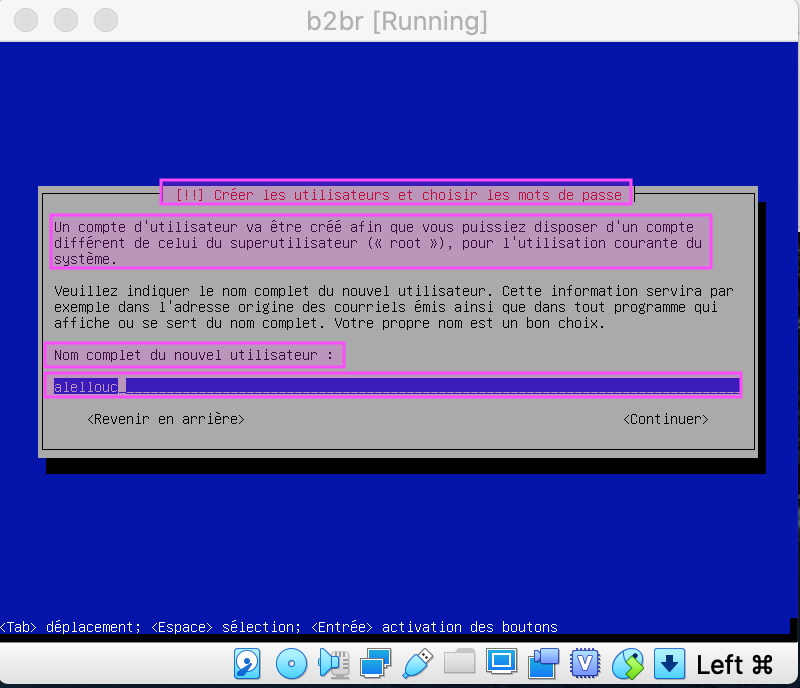 b2br [Running]
[!!] Créer les utilisateurs et choisir les mots de passe
Un compte d'utilisateur va être créé afin que vous puissiez disposer d'un compte
différent de celui du superutilisateur (« root »), pour l'utilisation courante du
système.
Veuillez indiquer le nom complet du nouvel utilisateur. Cette information servira par
exemple dans l'adresse origine des courriels émis ainsi que dans tout programme qui
affiche ou se sert du nom complet. Votre propre nom est un bon choix.
Nom complet du nouvel utilisateur :
alellouc
<Revenir en arrière> <Continuer>
<Tab> déplacement; <Espace> sélection; <Entrée> activation des boutons
V Left ⌘